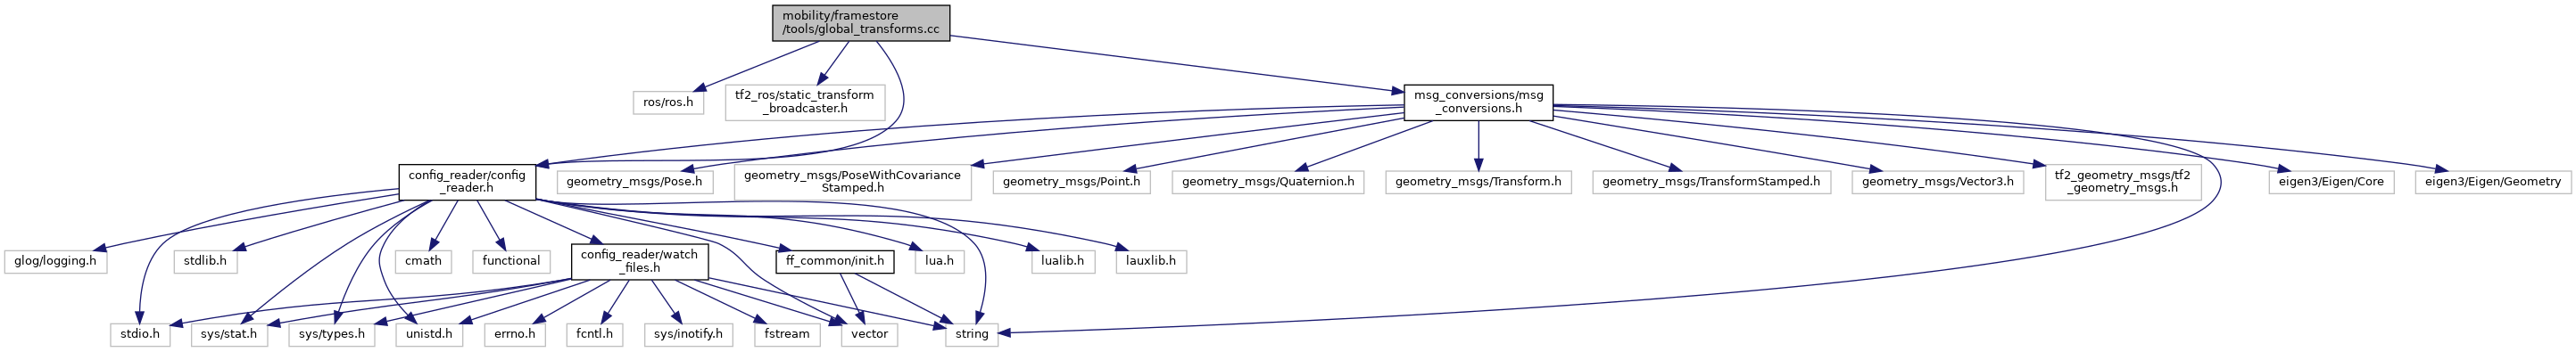 mobility/framestore
/tools/global_transforms.cc
ros/ros.h
tf2_ros/static_transform
_broadcaster.h
msg_conversions/msg
_conversions.h
config_reader/config
_reader.h
geometry_msgs/Pose.h
geometry_msgs/PoseWithCovariance
Stamped.h
geometry_msgs/Point.h
geometry_msgs/Quaternion.h
geometry_msgs/Transform.h
geometry_msgs/TransformStamped.h
geometry_msgs/Vector3.h
tf2_geometry_msgs/tf2
_geometry_msgs.h
eigen3/Eigen/Core
eigen3/Eigen/Geometry
glog/logging.h
stdlib.h
cmath
functional
config_reader/watch
_files.h
ff_common/init.h
lua.h
lualib.h
lauxlib.h
stdio.h
sys/stat.h
sys/types.h
unistd.h
errno.h
fcntl.h
sys/inotify.h
fstream
vector
string